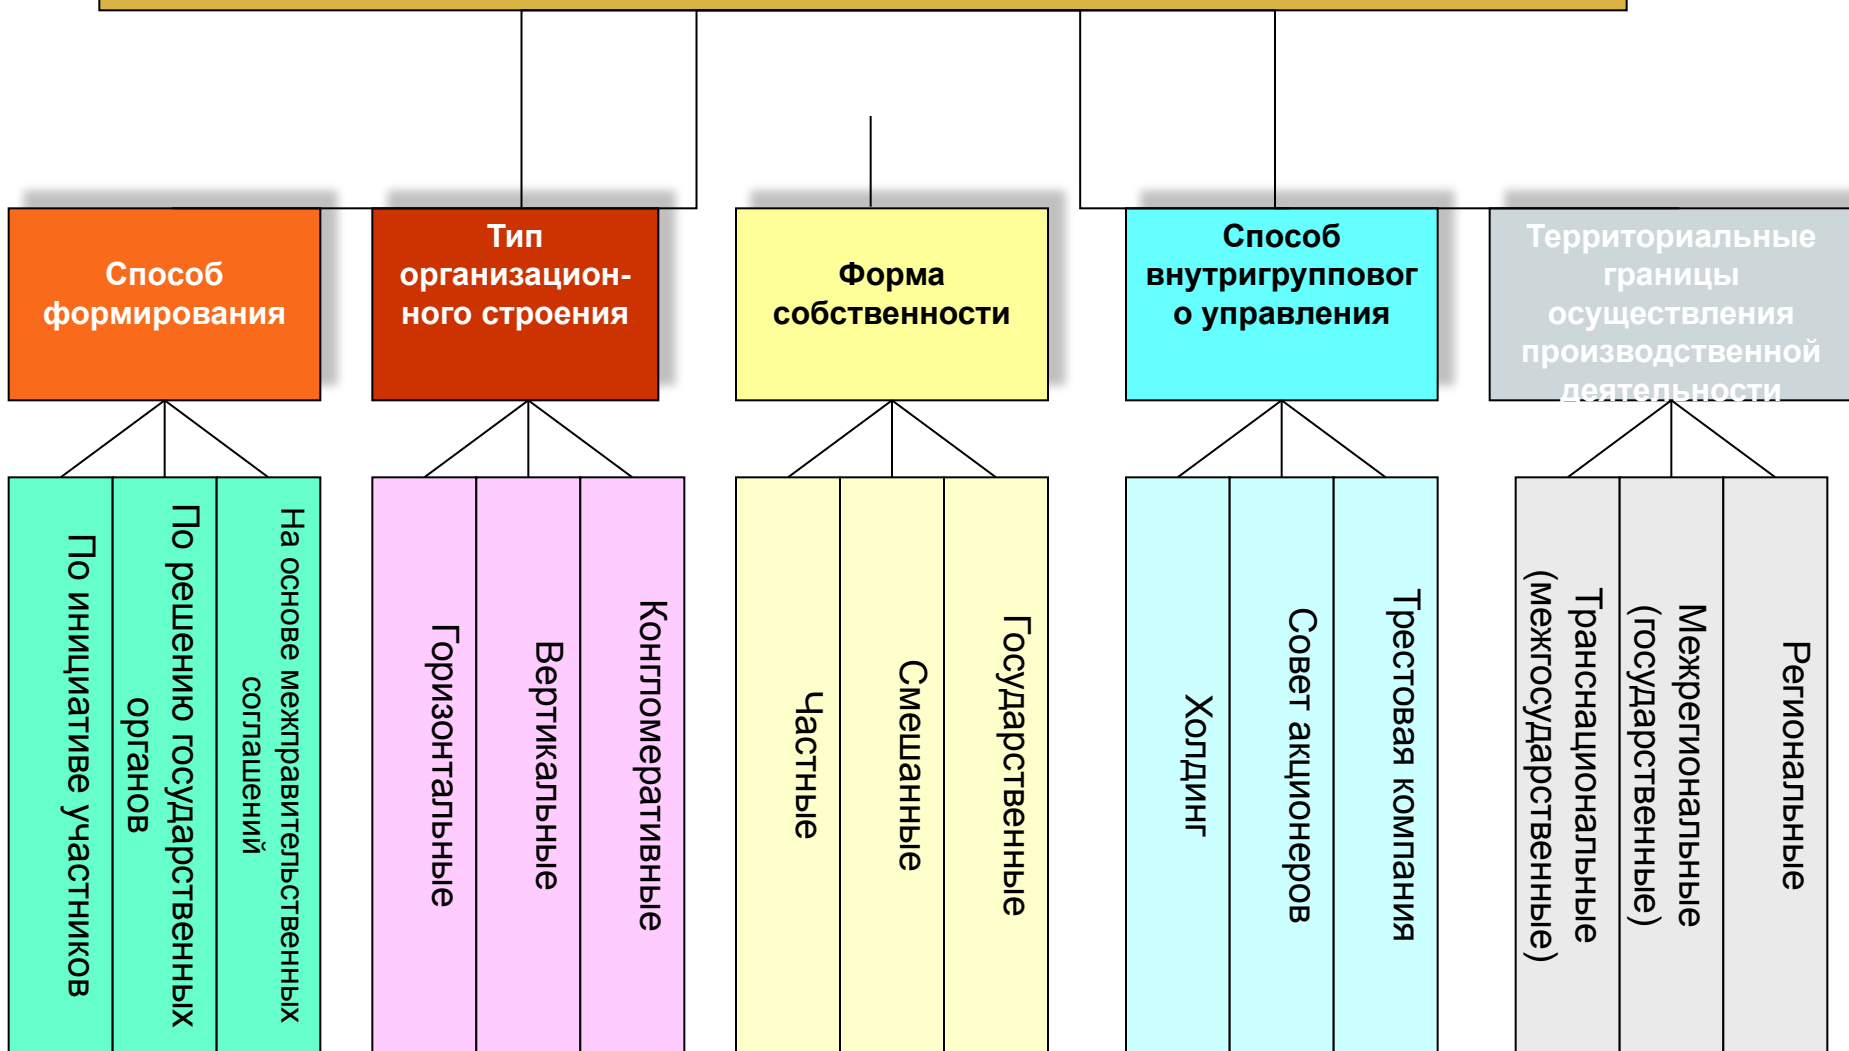 Способ
формирования
Тип
организацион-
ного строения
Форма
собственности
Способ
внутригрупповог
о управления
Территориальные
границы
осуществления
производственной
деятельности
По инициативе участников
По решению государственных
органов
На основе межправительственных
соглашений
Горизонтальные
Вертикальные
Конгломеративные
Частные
Смешанные
Государственные
Холдинг
Совет акционеров
Трестовая компания
Транснациональные
(межгосударственные)
Межрегиональные
(государственные)
Региональные